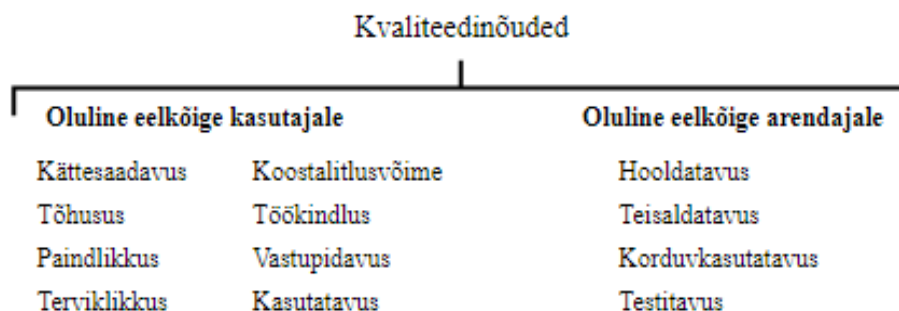 Kvaliteedinõuded
Oluline eelkõige kasutajale Oluline eelkõige arendajale
Kättesaadavus Koostalitlusvõime Hooldatavus
Tõhusus Töökindlus Teisaldatavus
Paindlikkus Vastupidavus Korduvkasutatavus
Terviklikkus Kasutatavus Testitavus